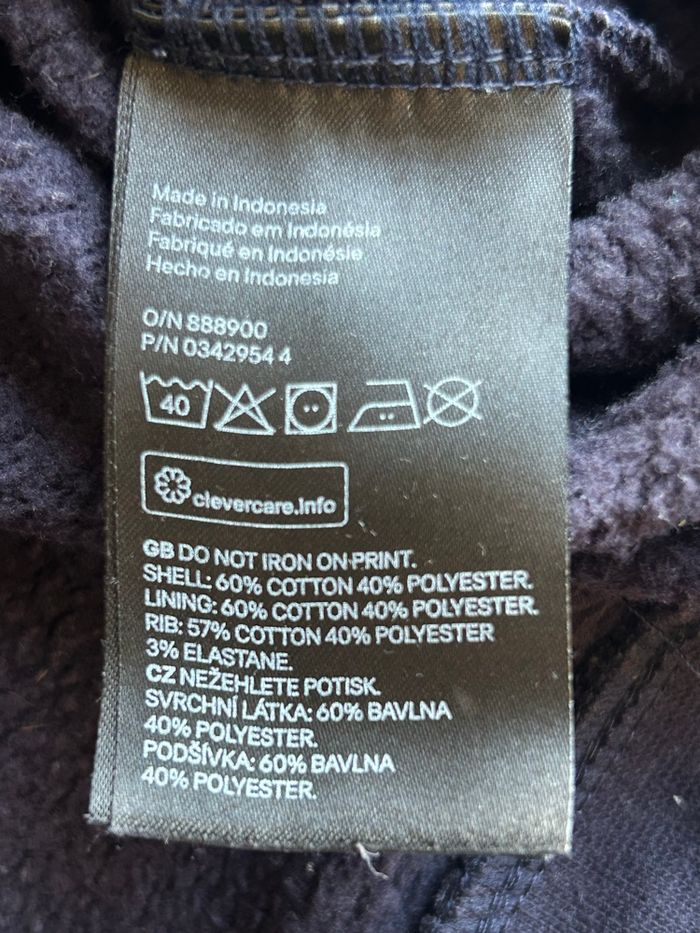 Made in Indonesia
Fabricado em Indonésia
Fabriqué en Indonésie
Hecho en Indonesia
O/N 888900
P/N 0342954 4
40
clevercare.info
GB DO NOT IRON ON-PRINT.
SHELL: 60% COTTON 40% POLYESTER.
LINING: 60% COTTON 40% POLYESTER.
RIB: 57% COTTON 40% POLYESTER
3% ELASTANE.
CZ NEŽEHLETE POTISK.
SVRCHNÍ LÁTKA: 60% BAVLNA
40% POLYESTER.
PODŠÍVKA: 60% BAVLNA
40% POLYESTER.